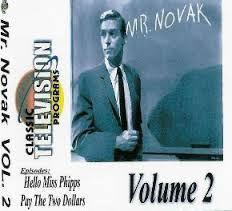 Mr. Novak VOL. 2
CLASSIC
TELEVISION
PROGRAMS
Episodes:
Hello Miss Phipps
Pay The Two Dollars
MR. NOVAK
Volume 2